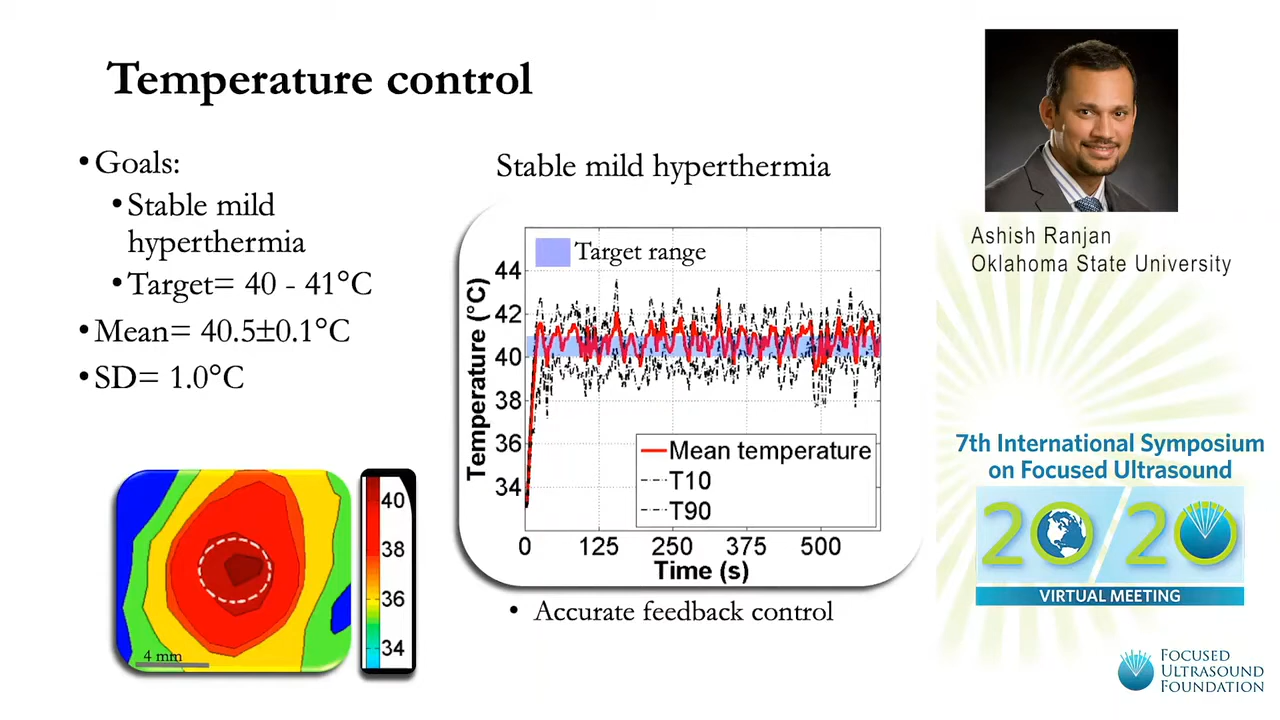 Temperature control
• Goals:
• Stable mild
hyperthermia
• Target= 40 - 41°C
• Mean= 40.5±0.1°C
• SD= 1.0°C
4 mm
40
38
36
34
Stable mild hyperthermia
Target range
Temperature (°C)
44
42
40
38
36
34
Mean temperature
T10
T90
0 125 250 375 500
Time (s)
• Accurate feedback control
Ashish Ranjan
Oklahoma State University
7th International Symposium
on Focused Ultrasound
20/20
VIRTUAL MEETING
FOCUSED
ULTRASOUND
FOUNDATION